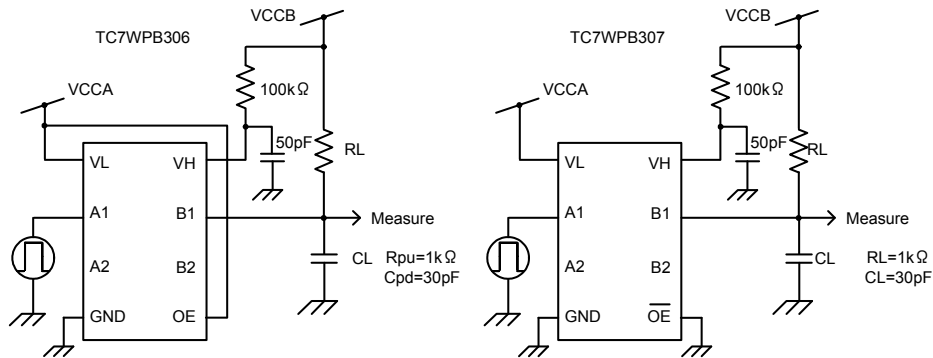 TC7WPB306
VCCB
VCCA
100kΩ
50pF
RL
VL
VH
A1
B1
Measure
A2
B2
CL
Rpu=1kΩ
Cpd=30pF
GND
OE
TC7WPB307
VCCB
VCCA
100kΩ
50pF
RL
VL
VH
A1
B1
Measure
A2
B2
CL
RL=1kΩ
CL=30pF
GND
O̅E̅